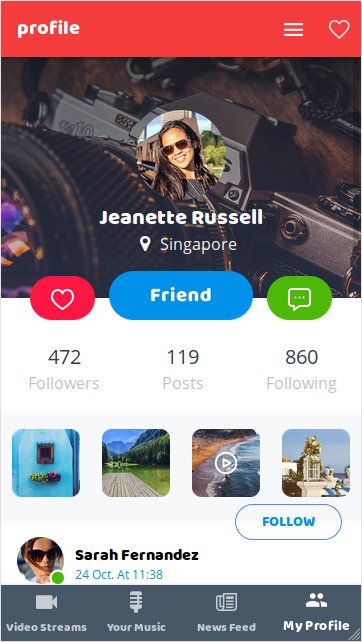 profile
Jeanette Russell
Singapore
Friend
472 119 860
Followers Posts Following
FOLLOW
Sarah Fernandez
24 Oct. At 11:38
Video Streams Your Music News Feed My Profile